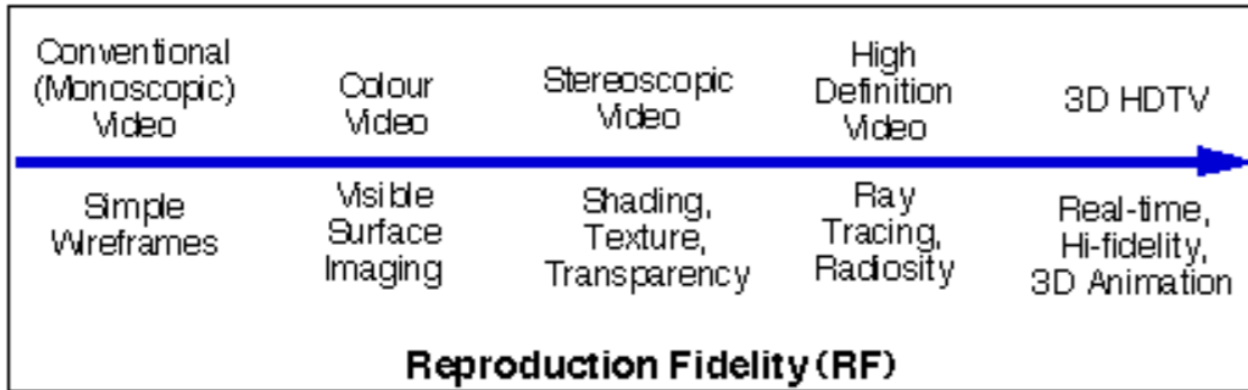 Conventional
(Monoscopic)
Video
Colour
Video
Stereoscopic
Video
High
Definition
Video
3D HDTV
Simple
Wireframes
Visible
Surface
Imaging
Shading,
Texture,
Transparency
Ray
Tracing,
Radiosity
Real-time,
Hi-fidelity,
3D Animation
Reproduction Fidelity (RF)